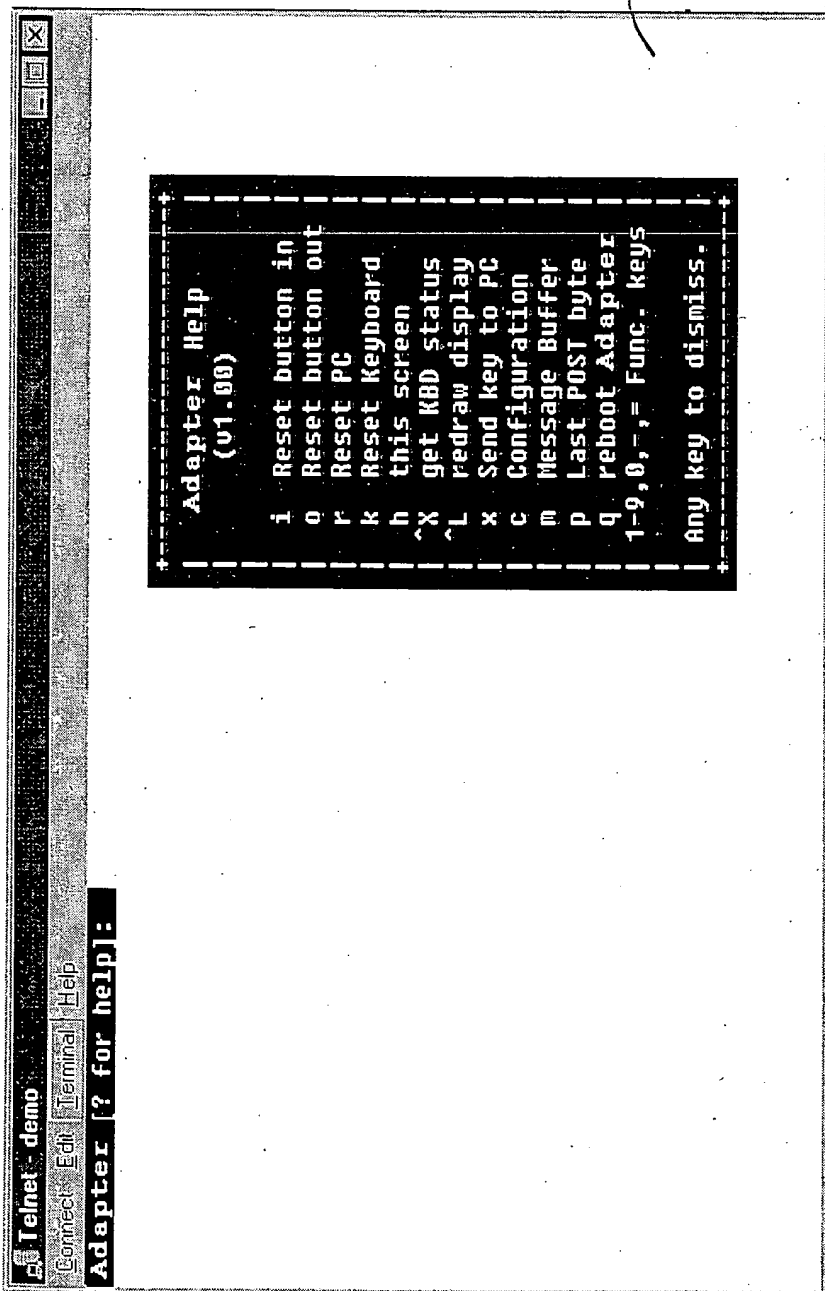 Telnet - demo
Connect Edit Terminal Help
Adapter [? for help]:
Adapter Help
(v1.00)
i Reset button in
o Reset button out
r Reset PC
k Reset Keyboard
h this screen
^X get KBD status
^L redraw display
x Send key to PC
c Configuration
m Message Buffer
p Last POST byte
q reboot Adapter
1-9,0,-,= Func. keys
Any key to dismiss.